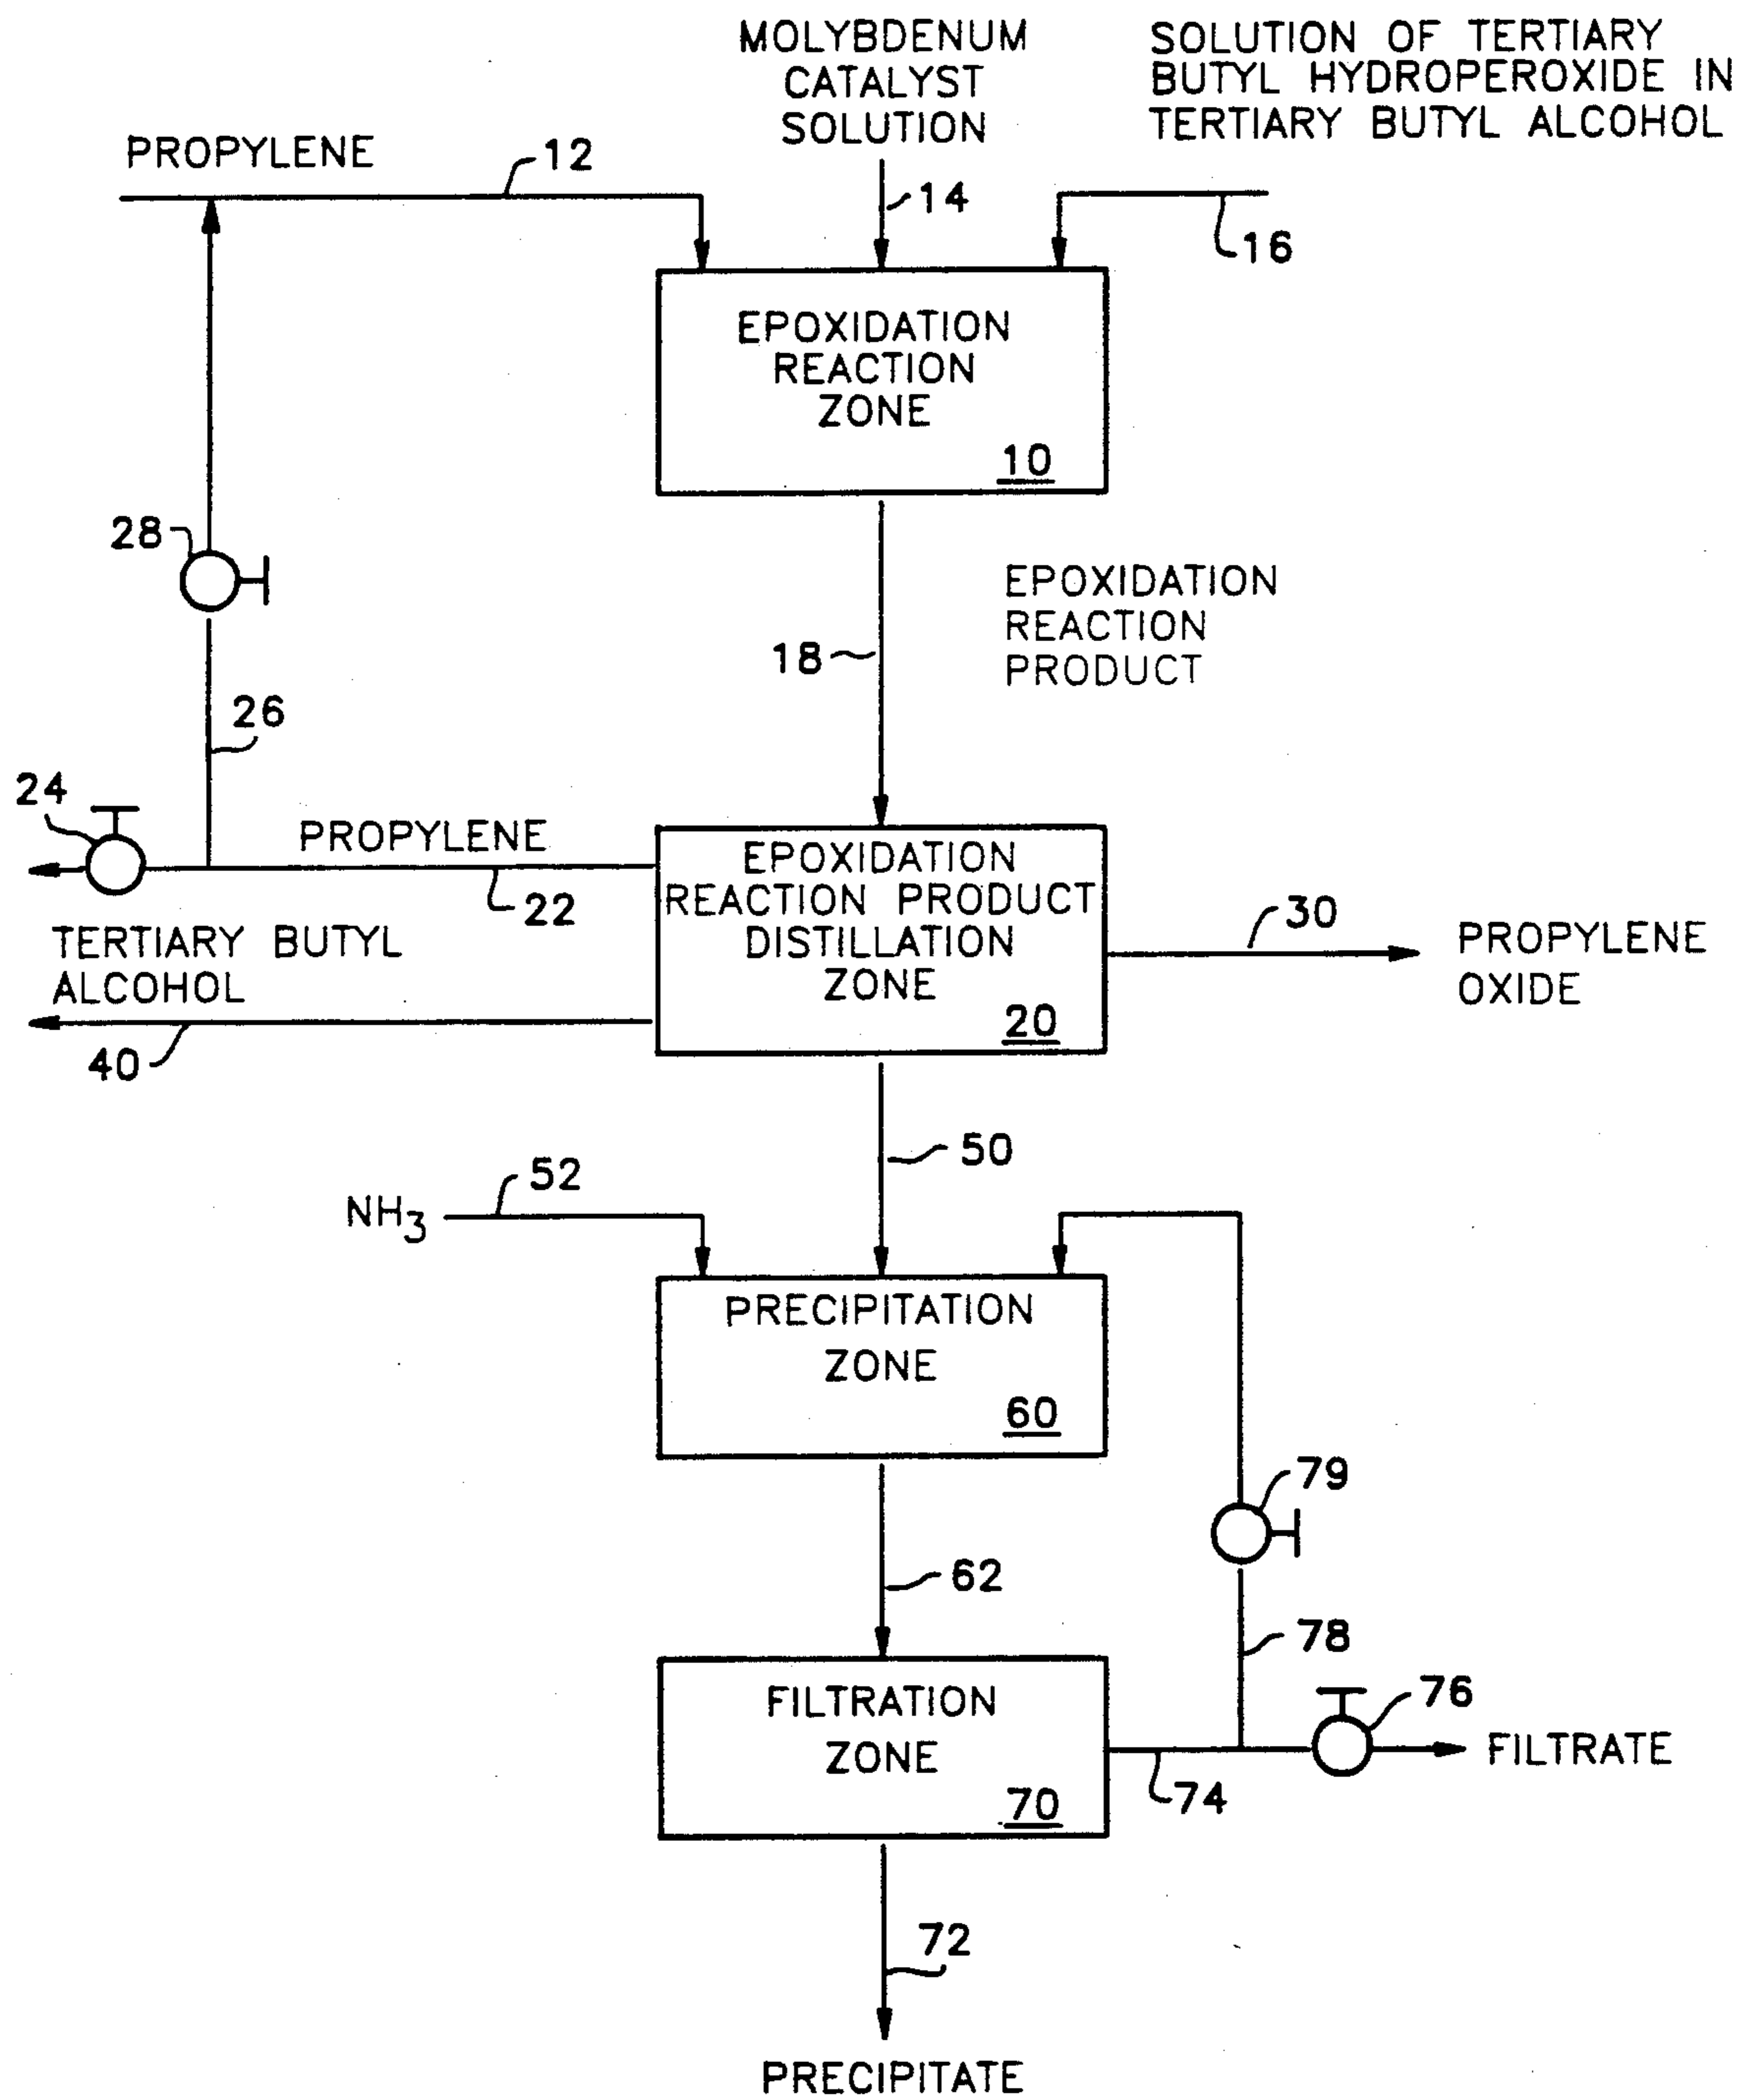 MOLYBDENUM
CATALYST
SOLUTION
SOLUTION OF TERTIARY
BUTYL HYDROPEROXIDE IN
TERTIARY BUTYL ALCOHOL
PROPYLENE
12
14
16
EPOXIDATION
REACTION
ZONE
10
28
EPOXIDATION
REACTION
PRODUCT
18
26
24
PROPYLENE
22
EPOXIDATION
REACTION PRODUCT
DISTILLATION
ZONE
20
30
PROPYLENE
OXIDE
TERTIARY BUTYL
ALCOHOL
40
50
NH3
52
PRECIPITATION
ZONE
60
79
62
78
FILTRATION
ZONE
70
76
FILTRATE
74
72
PRECIPITATE